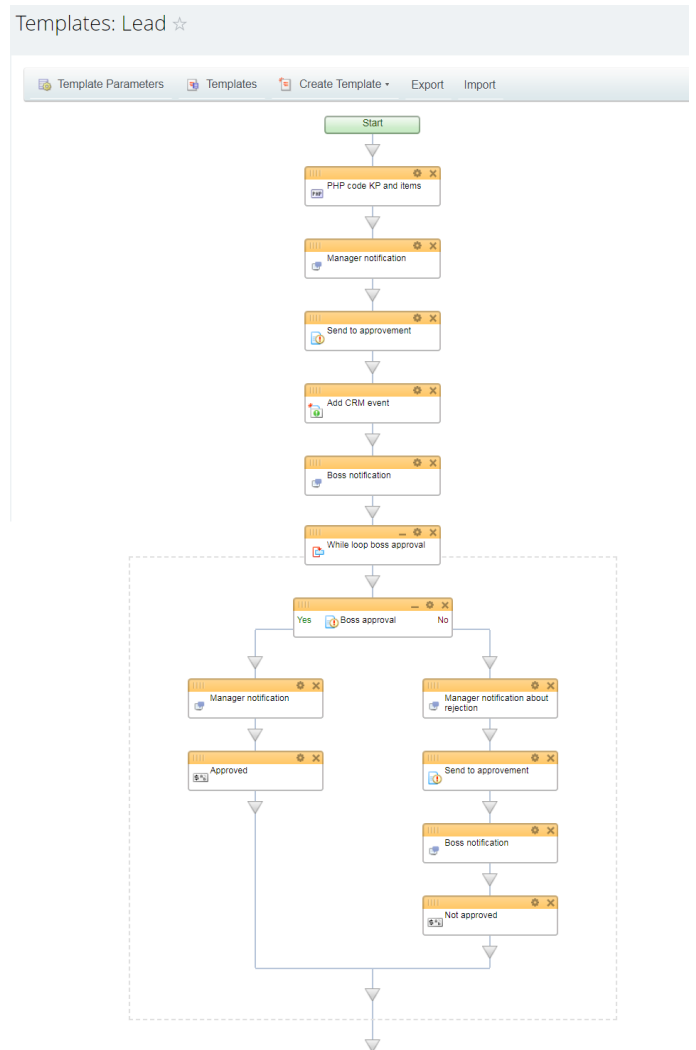 Templates: Lead
Template Parameters Templates Create Template Export Import
Start
PHP code KP and items
Manager notification
Send to approvement
Add CRM event
Boss notification
While loop boss approval
Yes Boss approval No
Manager notification
Manager notification about
rejection
Approved
Send to approvement
Boss notification
Not approved